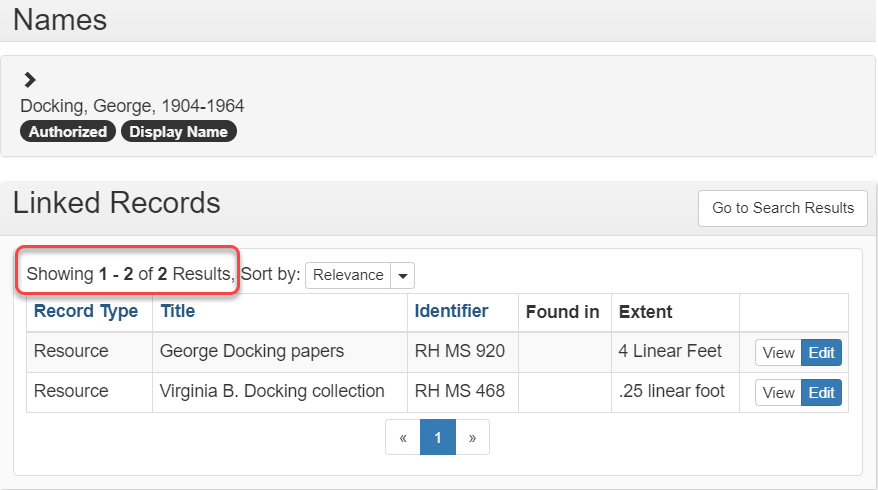 Names
Docking, George, 1904-1964
Authorized Display Name
Linked Records
Go to Search Results
Showing 1 - 2 of 2 Results, Sort by: Relevance
Record Type Title Identifier Found in Extent
Resource George Docking papers RH MS 920 4 Linear Feet View Edit
Resource Virginia B. Docking collection RH MS 468 .25 linear foot View Edit
« 1 »